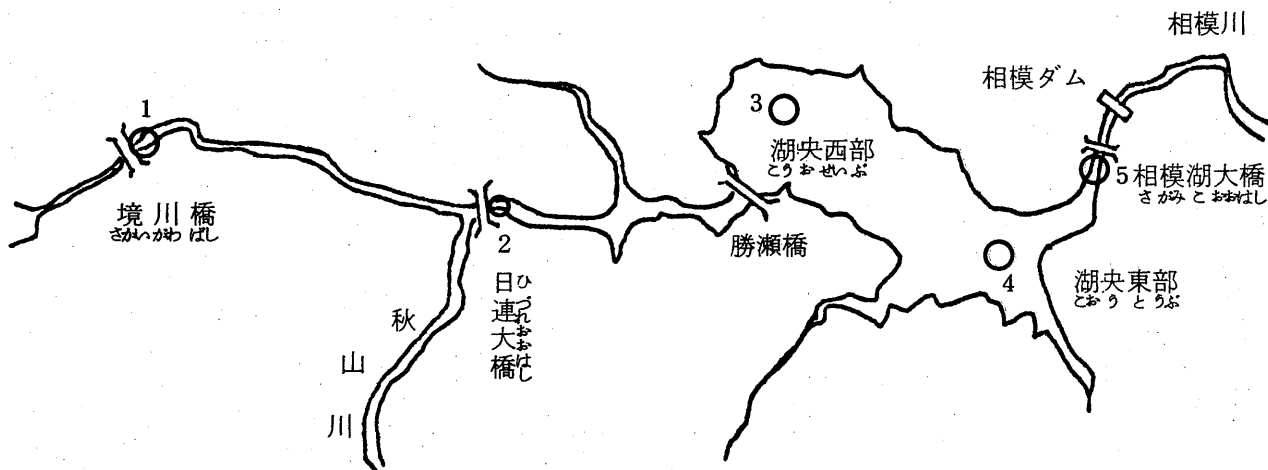 相模川
相模ダム
1
3
湖央西部
こうおせいぶ
5 相模湖大橋
さがみこおおはし
境川橋
さかいがわばし
2
勝瀬橋
4
湖央東部
こおうとうぶ
日連大橋
ひづれおおはし
秋山川